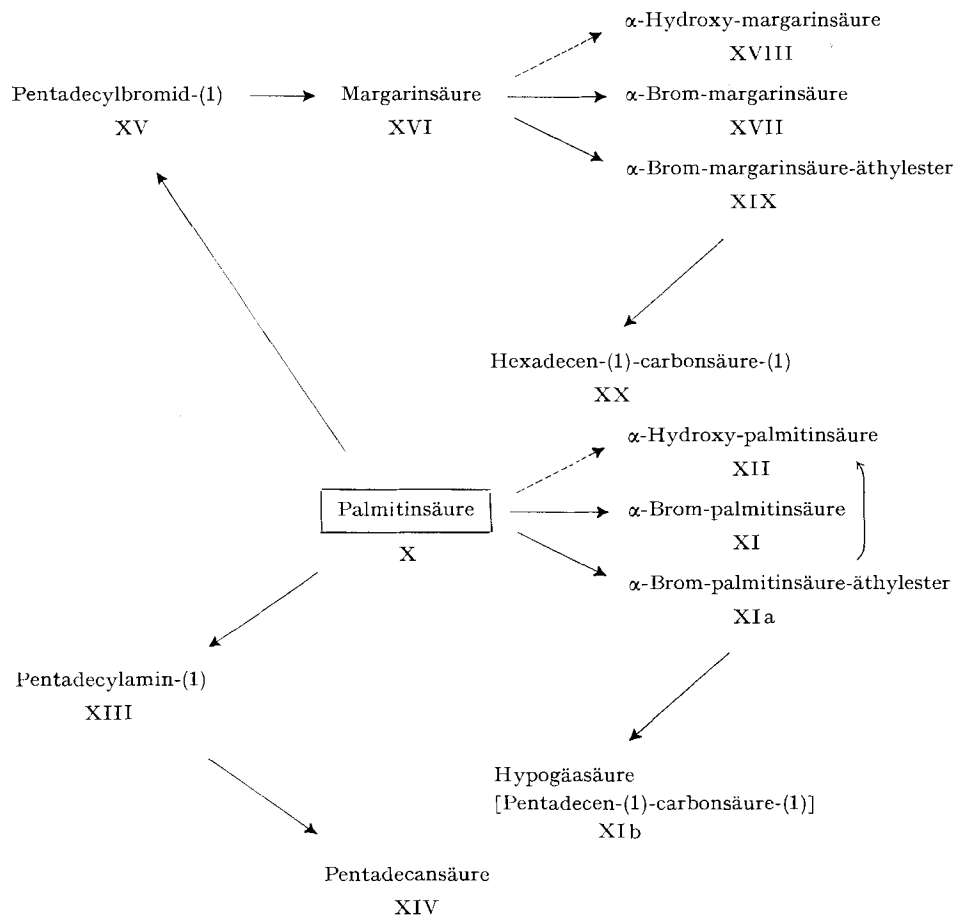 α-Hydroxy-margarinsäure
XVIII
Pentadecylbromid-(1)
XV
Margarinsäure
XVI
α-Brom-margarinsäure
XVII
α-Brom-margarinsäure-äthylester
XIX
Hexadecen-(1)-carbonsäure-(1)
XX
α-Hydroxy-palmitinsäure
XII
Palmitinsäure
X
α-Brom-palmitinsäure
XI
α-Brom-palmitinsäure-äthylester
XIa
Pentadecylamin-(1)
XIII
Hypogäasäure
[Pentadecen-(1)-carbonsäure-(1)]
XIb
Pentadecansäure
XIV